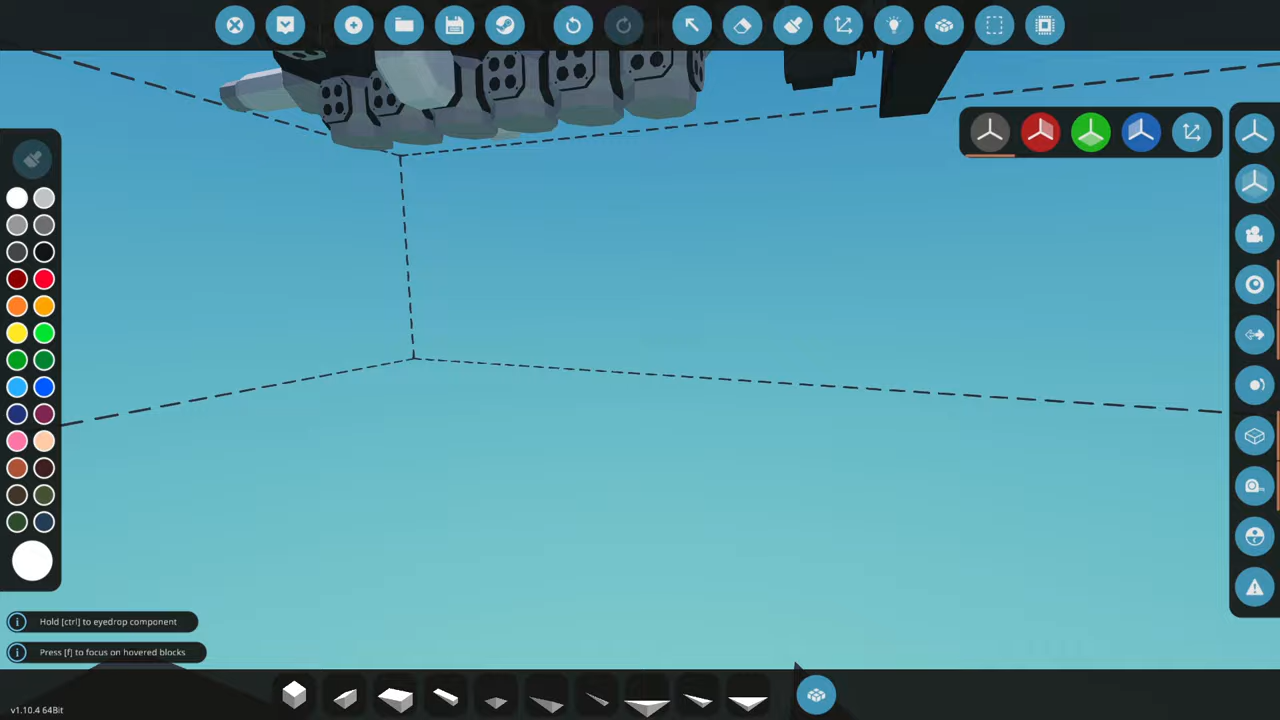 Hold [ctrl] to eyedrop component
Press [f] to focus on hovered blocks
v1.10.4 64Bit